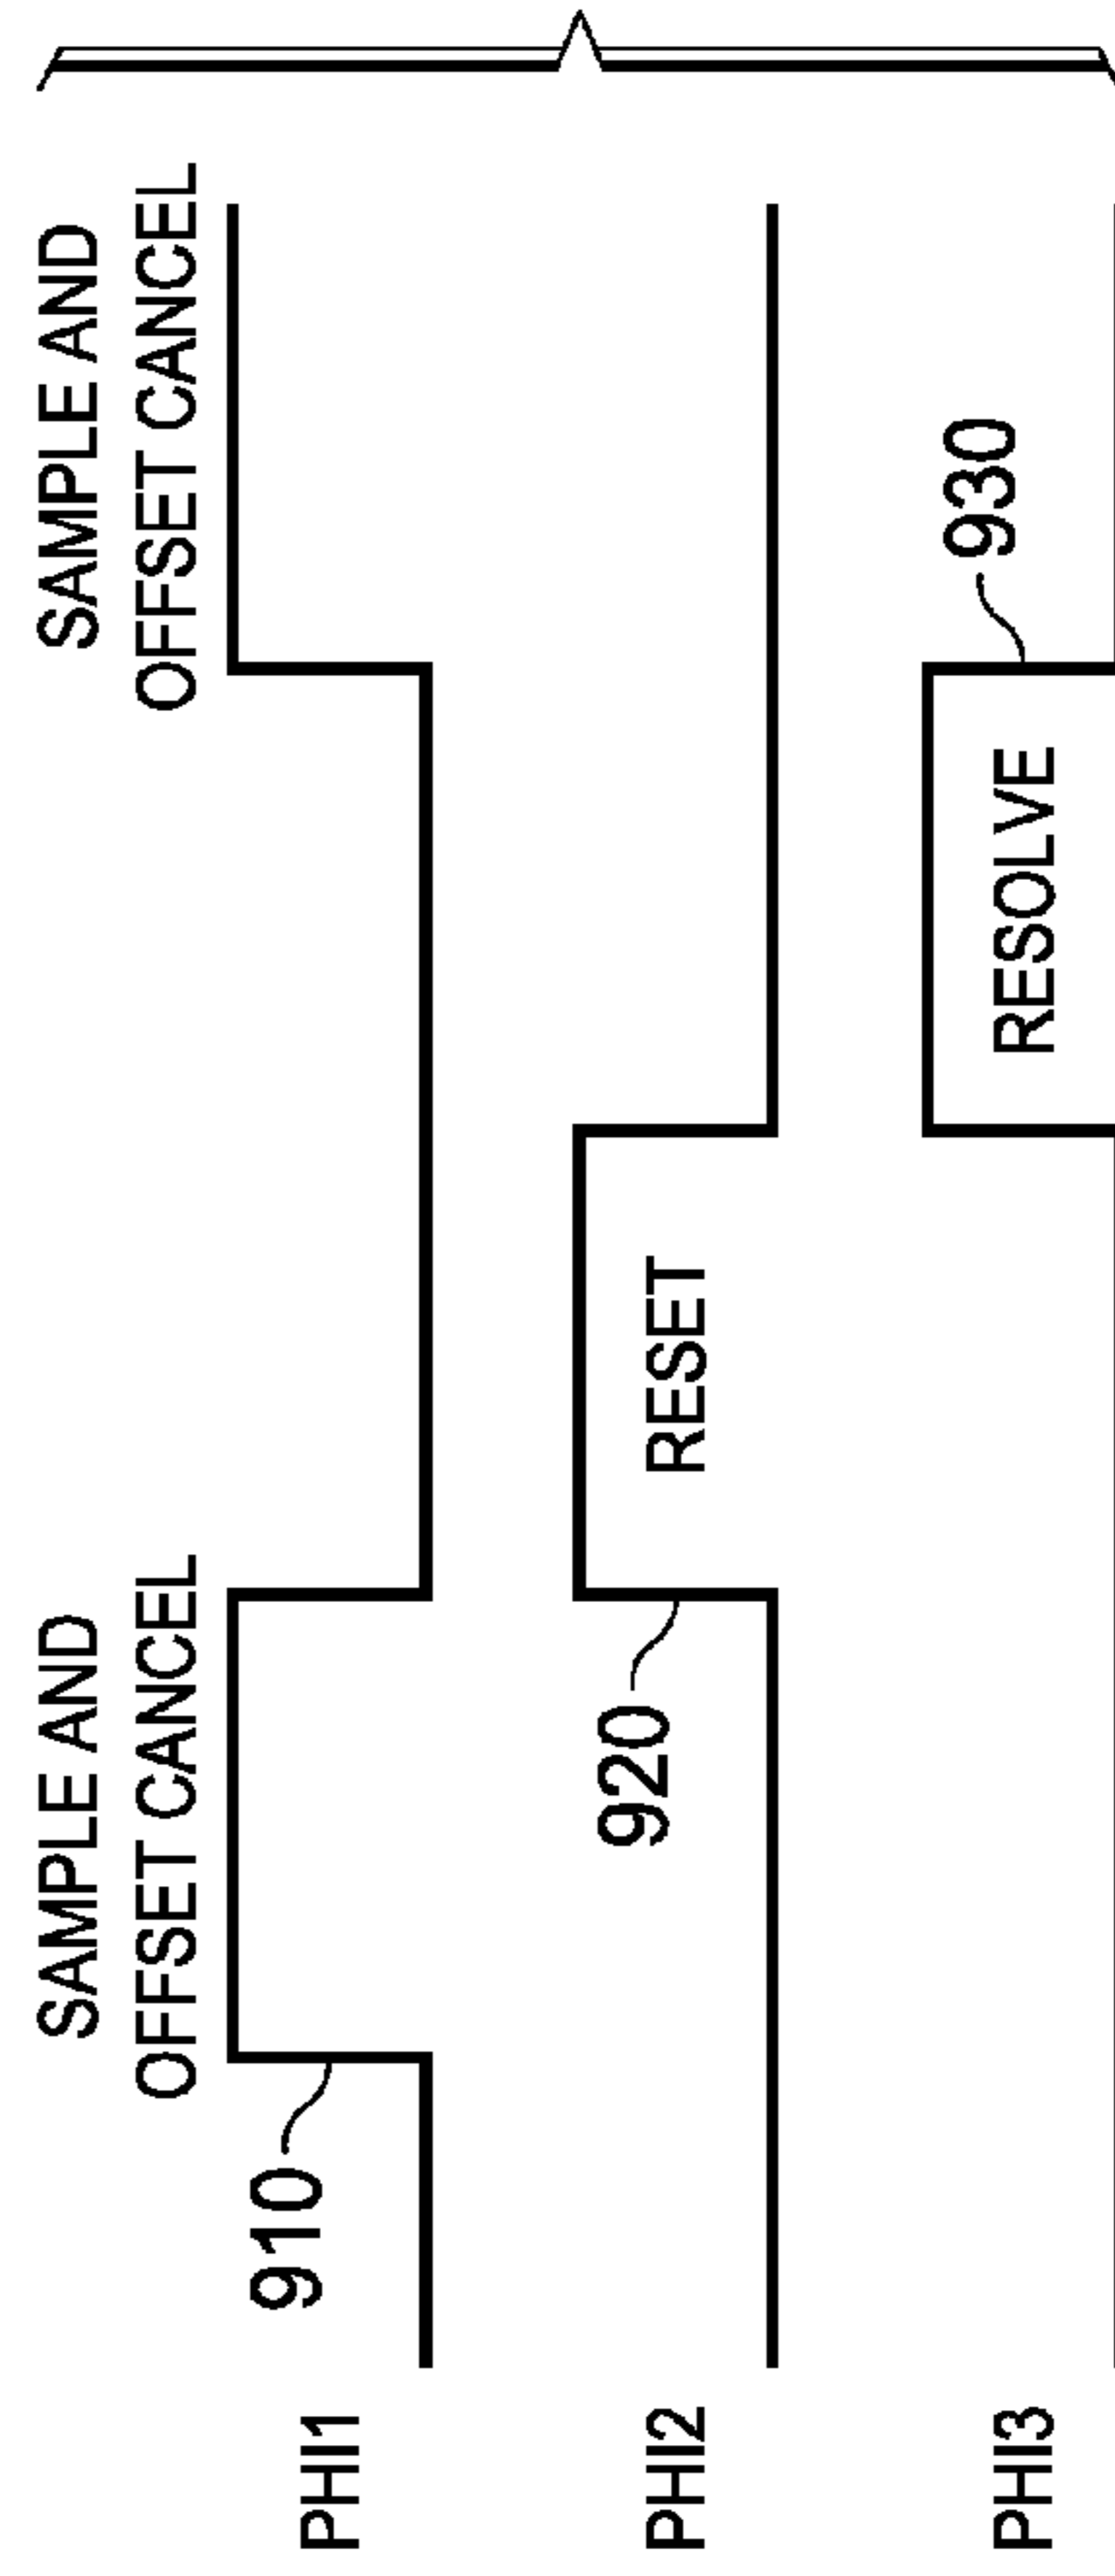 SAMPLE AND
OFFSET CANCEL
SAMPLE AND
OFFSET CANCEL
910
PHI1
RESET
920
PHI2
930
RESOLVE
PHI3